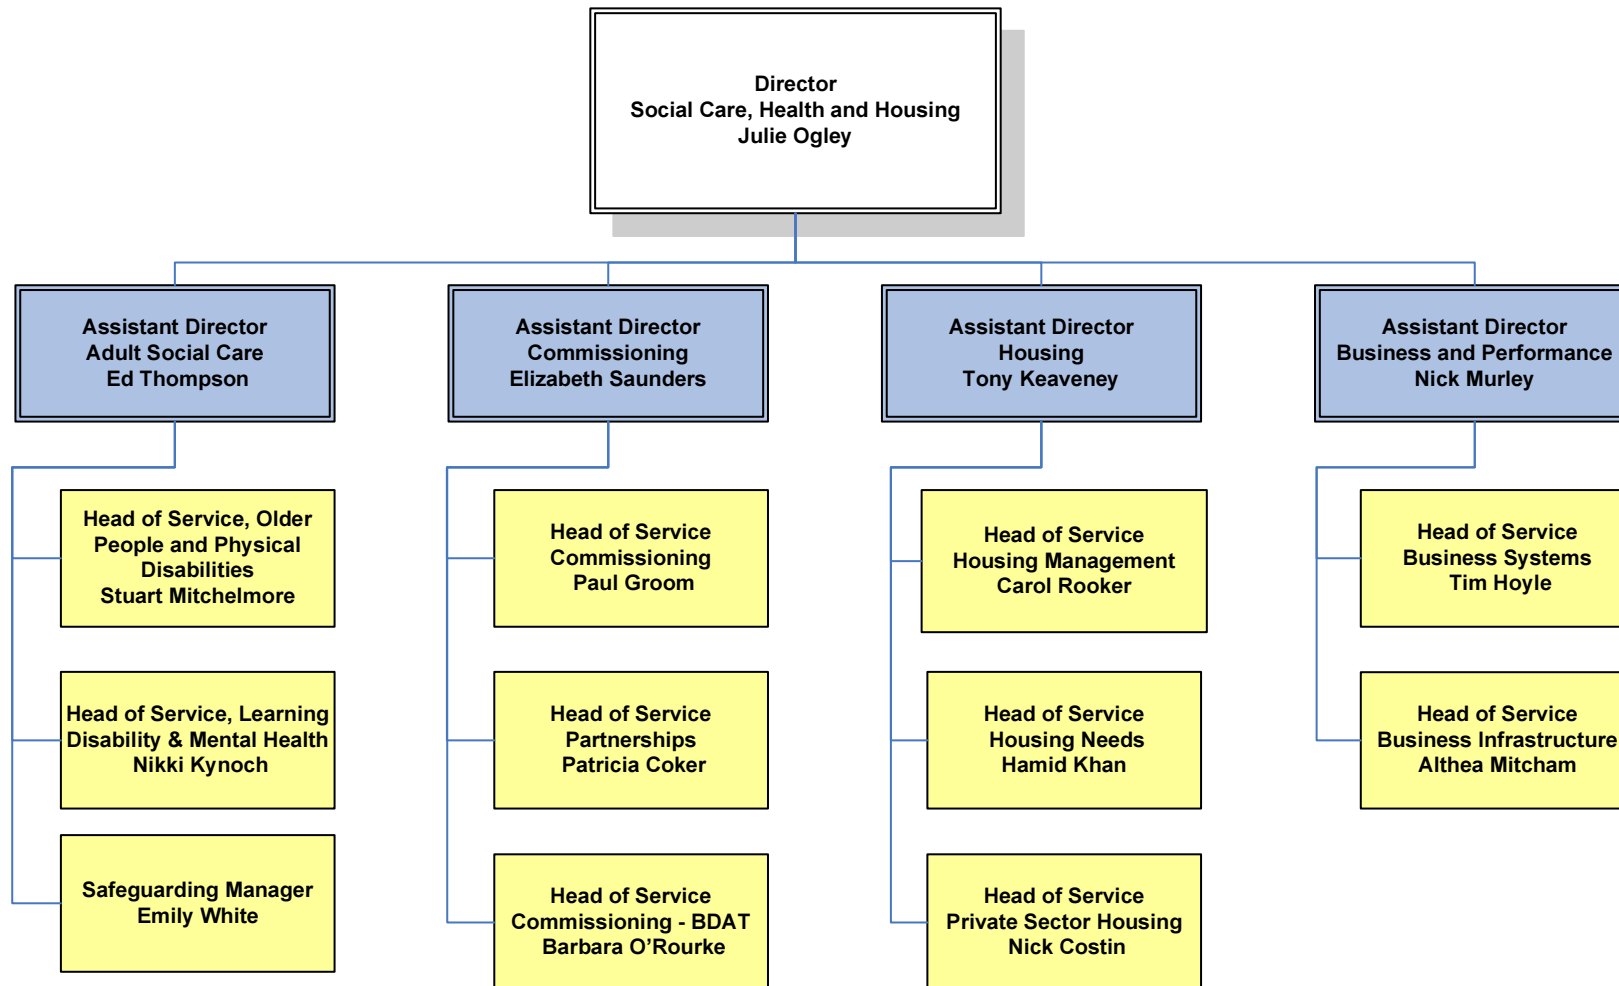 Director
Social Care, Health and Housing
Julie Ogley
Assistant Director
Adult Social Care
Ed Thompson
Assistant Director
Commissioning
Elizabeth Saunders
Assistant Director
Housing
Tony Keaveney
Assistant Director
Business and Performance
Nick Murley
Head of Service, Older
People and Physical
Disabilities
Stuart Mitchelmore
Head of Service
Commissioning
Paul Groom
Head of Service
Housing Management
Carol Rooker
Head of Service
Business Systems
Tim Hoyle
Head of Service, Learning
Disability & Mental Health
Nikki Kynoch
Head of Service
Partnerships
Patricia Coker
Head of Service
Housing Needs
Hamid Khan
Head of Service
Business Infrastructure
Althea Mitcham
Safeguarding Manager
Emily White
Head of Service
Commissioning - BDAT
Barbara O’Rourke
Head of Service
Private Sector Housing
Nick Costin